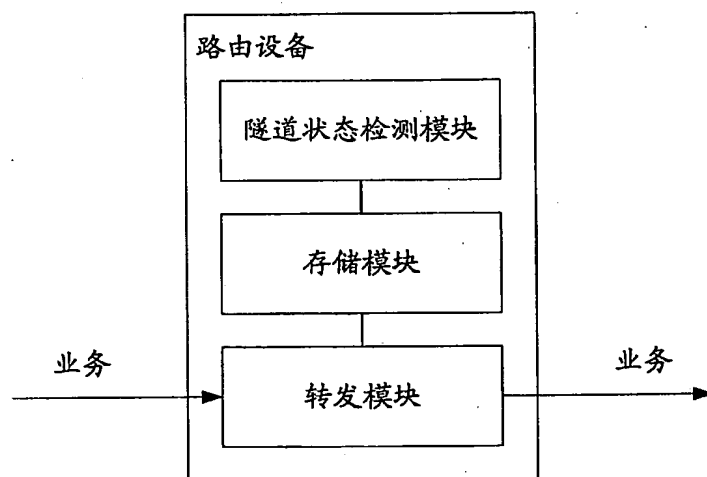 路由设备
隧道状态检测模块
存储模块
业务
转发模块
业务